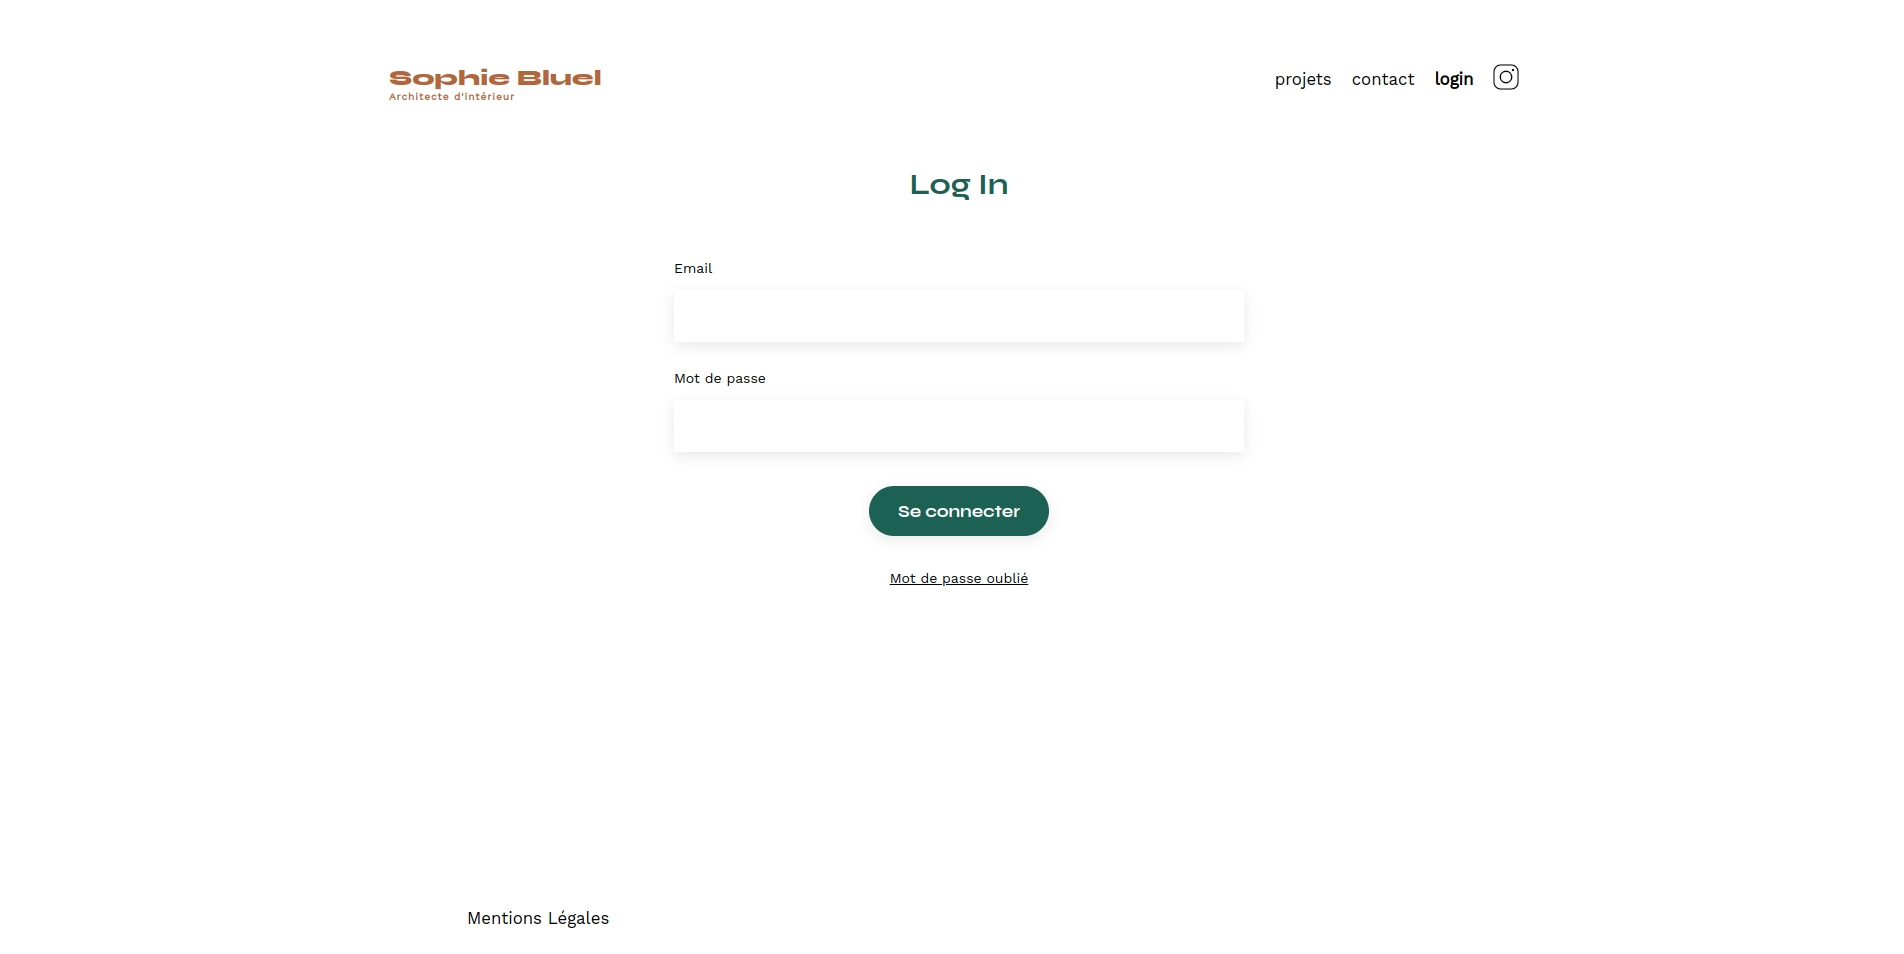 Sophie Bluel
Architecte d'intérieur
projets contact login
Log In
Email
Mot de passe
Se connecter
Mot de passe oublié
Mentions Légales